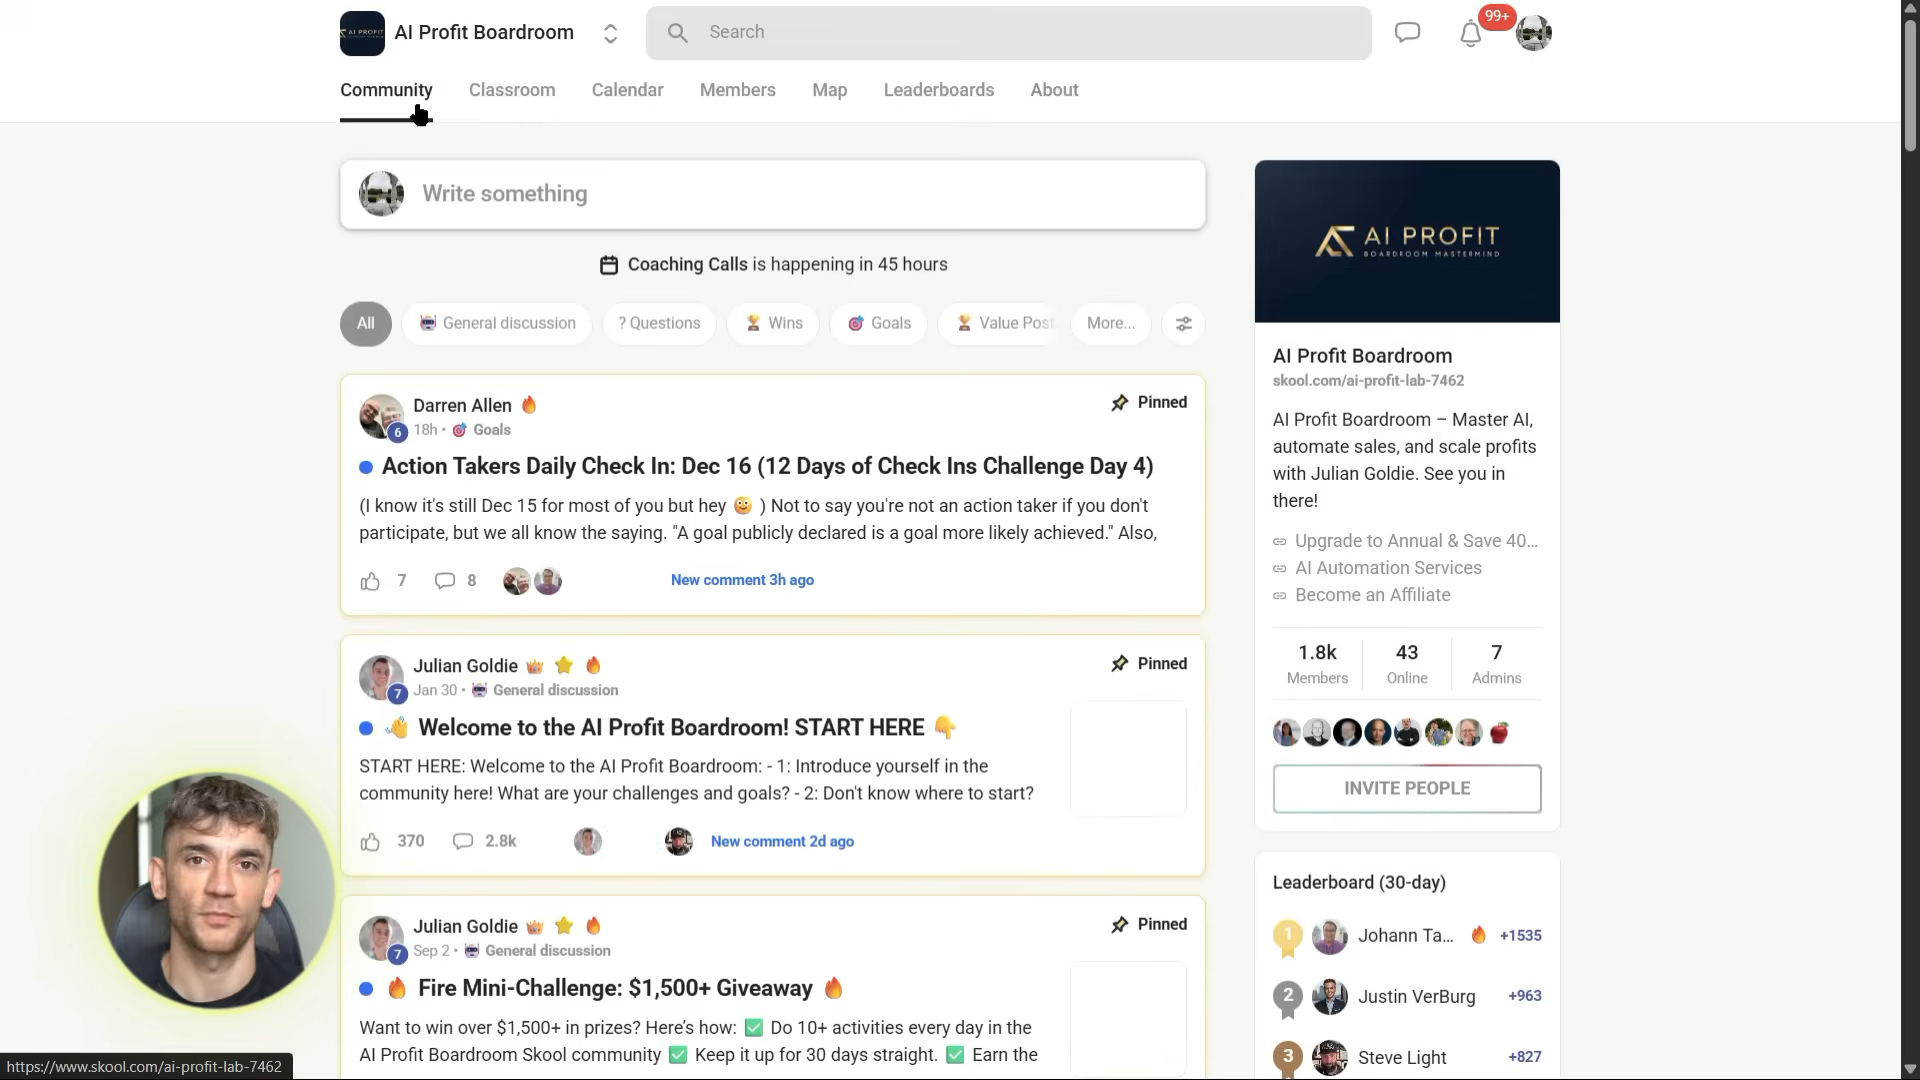 AI PROFIT
AI Profit Boardroom
Search
99+
Community
Classroom
Calendar
Members
Map
Leaderboards
About
Write something
Coaching Calls is happening in 45 hours
All
General discussion
? Questions
Wins
Goals
Value Post
More...
Darren Allen
Pinned
6
18h • Goals
Action Takers Daily Check In: Dec 16 (12 Days of Check Ins Challenge Day 4)
(I know it's still Dec 15 for most of you but hey ) Not to say you're not an action taker if you don't
participate, but we all know the saying. "A goal publicly declared is a goal more likely achieved." Also,
7
8
New comment 3h ago
Julian Goldie
Pinned
7
Jan 30 • General discussion
👋 Welcome to the AI Profit Boardroom! START HERE 👇
START HERE: Welcome to the AI Profit Boardroom: - 1: Introduce yourself in the
community here! What are your challenges and goals? - 2: Don't know where to start?
370
2.8k
New comment 2d ago
Julian Goldie
Pinned
7
Sep 2 • General discussion
🔥 Fire Mini-Challenge: $1,500+ Giveaway 🔥
Want to win over $1,500+ in prizes? Here’s how: ✅ Do 10+ activities every day in the
AI Profit Boardroom Skool community ✅ Keep it up for 30 days straight. ✅ Earn the
AI PROFIT
BOARDROOM MASTERMIND
AI Profit Boardroom
skool.com/ai-profit-lab-7462
AI Profit Boardroom – Master AI,
automate sales, and scale profits
with Julian Goldie. See you in
there!
Upgrade to Annual & Save 40...
AI Automation Services
Become an Affiliate
1.8k
Members
43
Online
7
Admins
INVITE PEOPLE
Leaderboard (30-day)
1
Johann Ta...
+1535
2
Justin VerBurg
+963
3
Steve Light
+827
https://www.skool.com/ai-profit-lab-7462